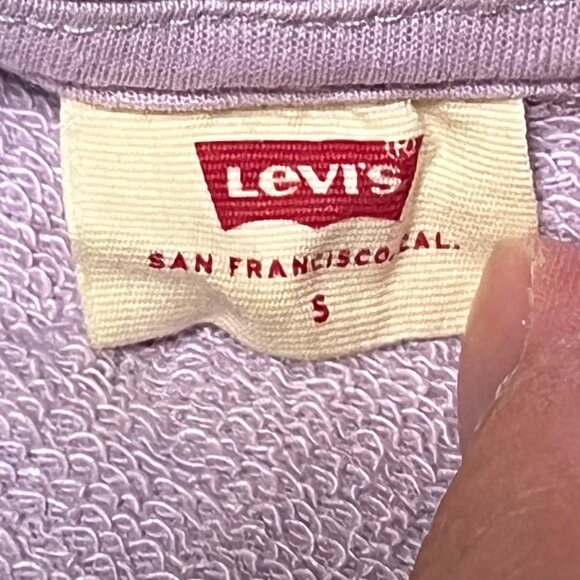 Levi's®
SAN FRANCISCO, CAL.
S